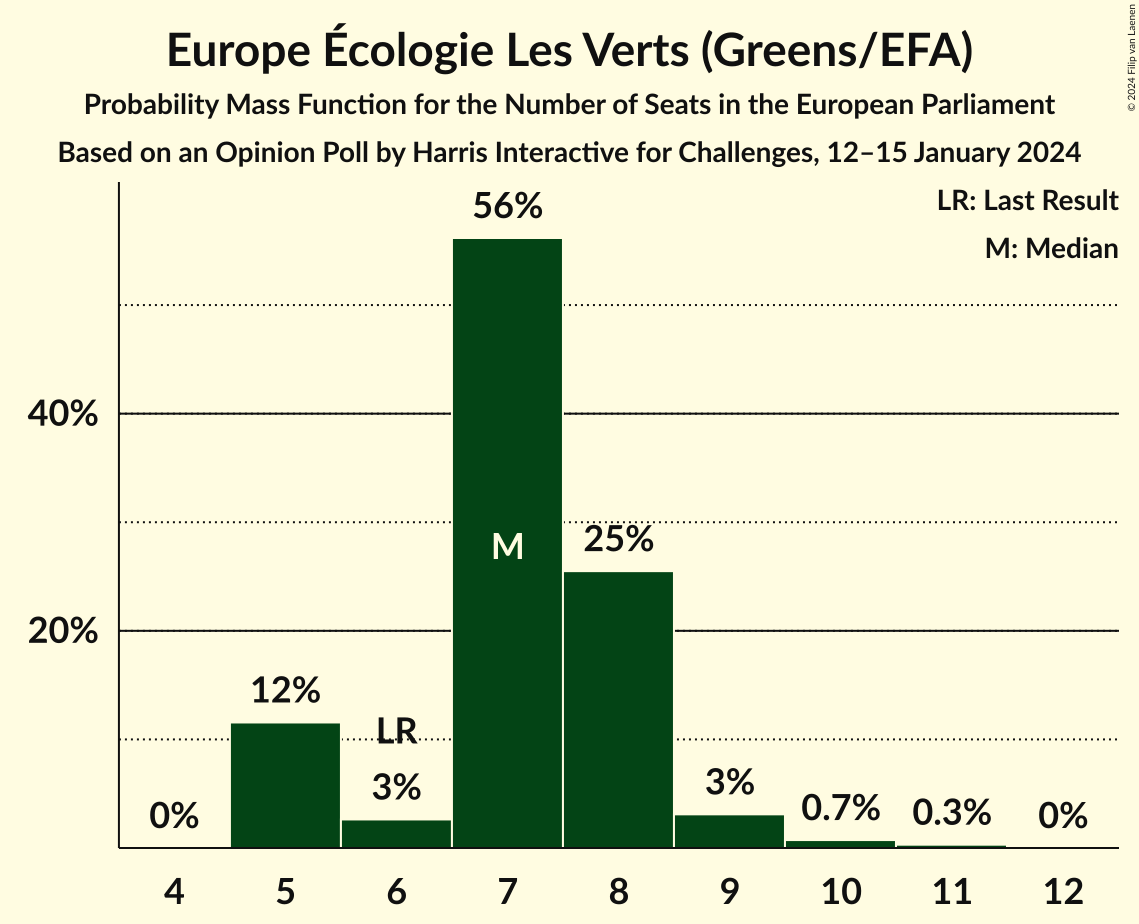 Europe Écologie Les Verts (Greens/EFA)
Probability Mass Function for the Number of Seats in the European Parliament
Based on an Opinion Poll by Harris Interactive for Challenges, 12–15 January 2024
© 2024 Filip van Laenen
LR: Last Result
M: Median
56%
40%
M
25%
20%
12%
LR
3%
3%
0%
0.7%
0.3%
0%
4 5 6 7 8 9 10 11 12